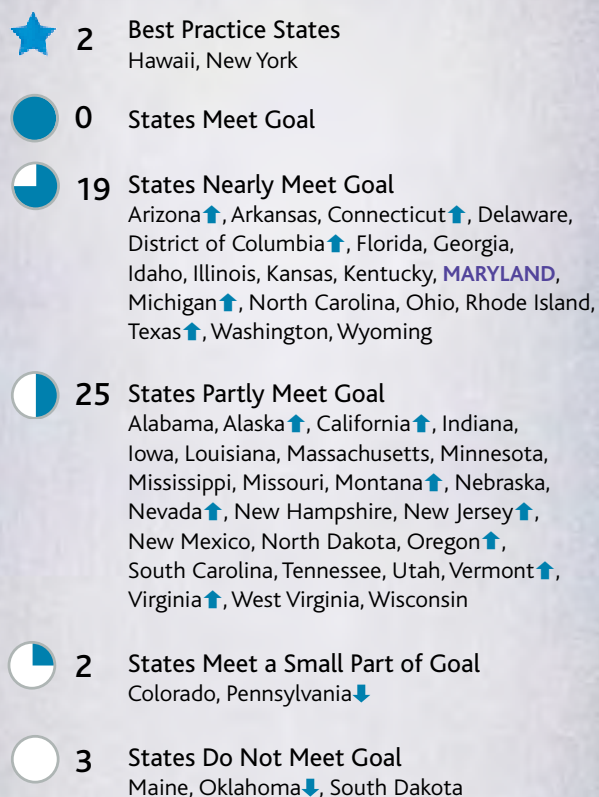 2 Best Practice States
Hawaii, New York
0 States Meet Goal
19 States Nearly Meet Goal
Arizona⬆, Arkansas, Connecticut⬆, Delaware,
District of Columbia⬆, Florida, Georgia,
Idaho, Illinois, Kansas, Kentucky, MARYLAND,
Michigan⬆, North Carolina, Ohio, Rhode Island,
Texas⬆, Washington, Wyoming
25 States Partly Meet Goal
Alabama, Alaska⬆, California⬆, Indiana,
Iowa, Louisiana, Massachusetts, Minnesota,
Mississippi, Missouri, Montana⬆, Nebraska,
Nevada⬆, New Hampshire, New Jersey⬆,
New Mexico, North Dakota, Oregon⬆,
South Carolina, Tennessee, Utah, Vermont⬆,
Virginia⬆, West Virginia, Wisconsin
2 States Meet a Small Part of Goal
Colorado, Pennsylvania⬇
3 States Do Not Meet Goal
Maine, Oklahoma⬇, South Dakota